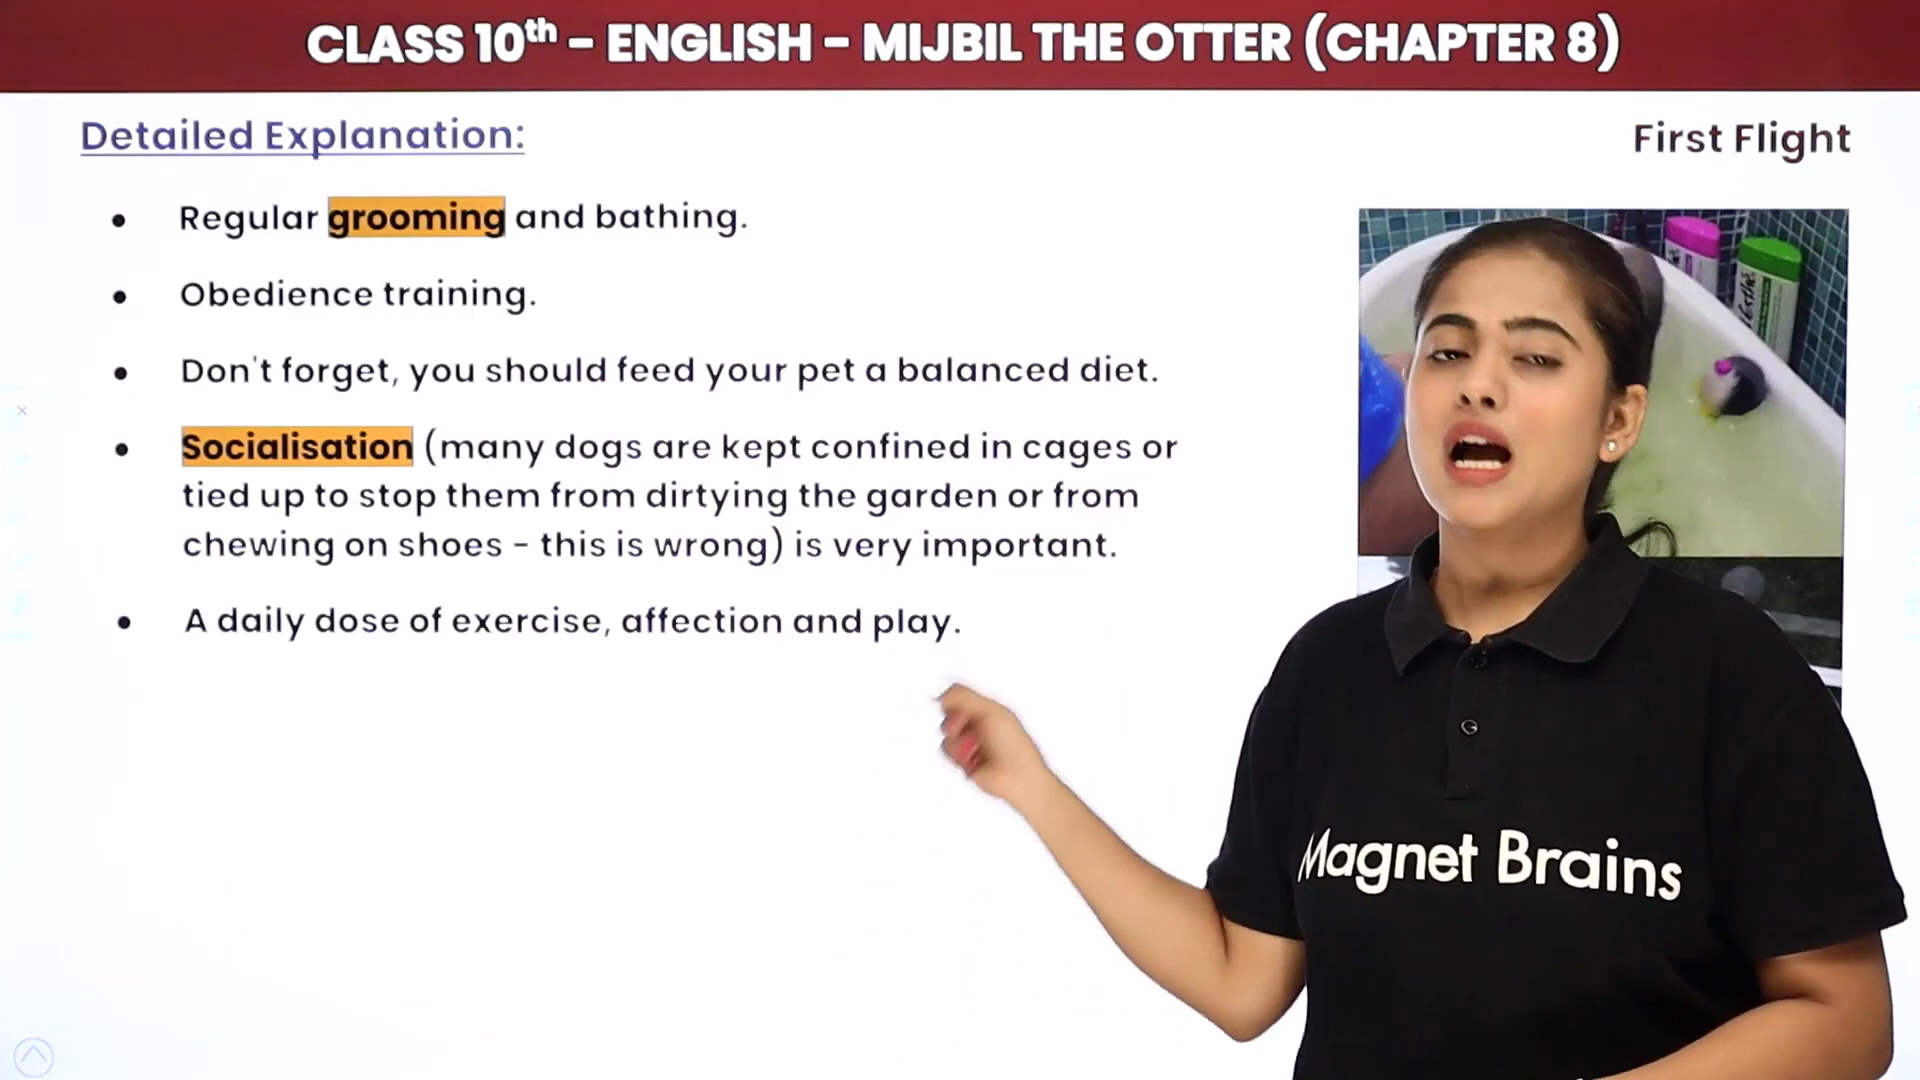 CLASS 10th – ENGLISH – MIJBIL THE OTTER (CHAPTER 8)
Detailed Explanation:
First Flight
• Regular grooming and bathing.
• Obedience training.
• Don't forget, you should feed your pet a balanced diet.
• Socialisation (many dogs are kept confined in cages or
tied up to stop them from dirtying the garden or from
chewing on shoes – this is wrong) is very important.
• A daily dose of exercise, affection and play.
Magnet Brains